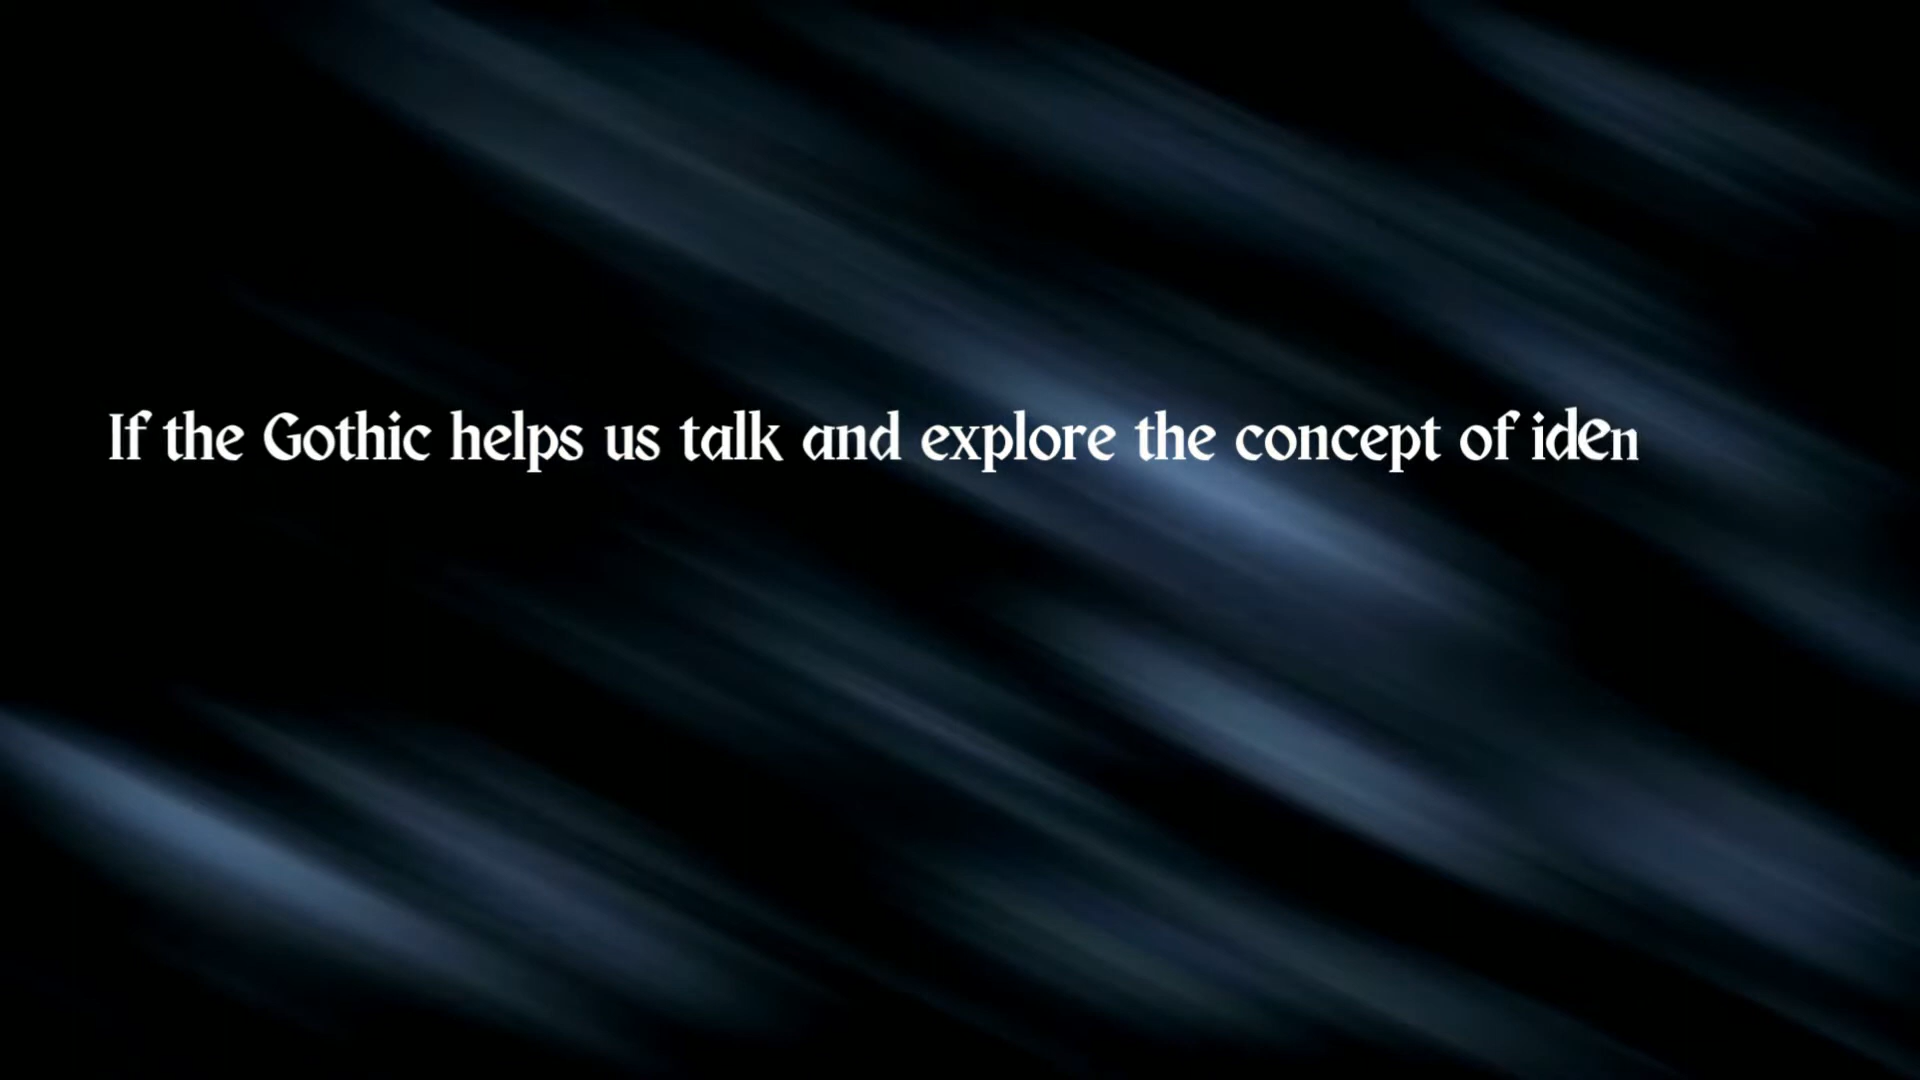 If the Gothic helps us talk and explore the concept of iden